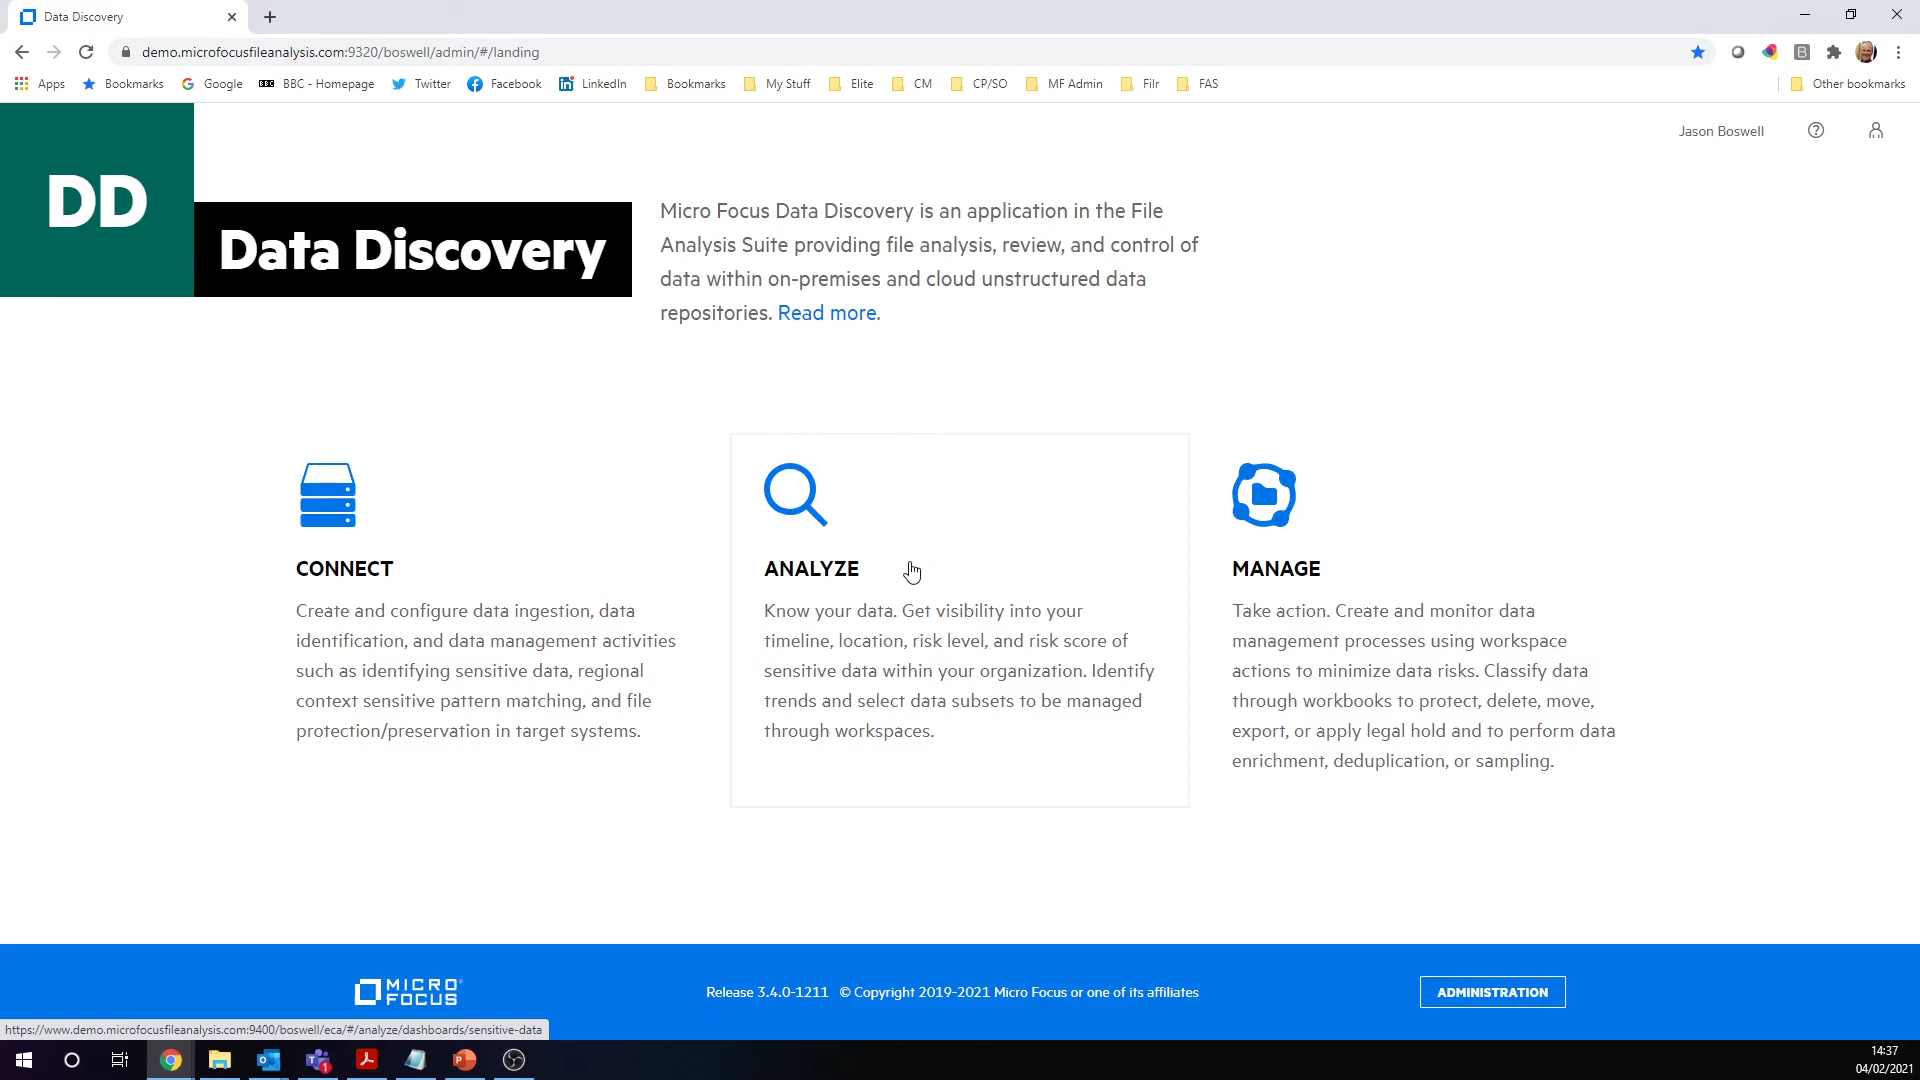 Data Discovery
demo.microfocusfileanalysis.com:9320/boswell/admin/#/landing
Apps Bookmarks Google BBC BBC - Homepage Twitter Facebook LinkedIn Bookmarks My Stuff Elite CM CP/SO MF Admin Filr FAS Other bookmarks
Jason Boswell
DD
Data Discovery
Micro Focus Data Discovery is an application in the File
Analysis Suite providing file analysis, review, and control of
data within on-premises and cloud unstructured data
repositories. Read more.
CONNECT
Create and configure data ingestion, data
identification, and data management activities
such as identifying sensitive data, regional
context sensitive pattern matching, and file
protection/preservation in target systems.
ANALYZE
Know your data. Get visibility into your
timeline, location, risk level, and risk score of
sensitive data within your organization. Identify
trends and select data subsets to be managed
through workspaces.
MANAGE
Take action. Create and monitor data
management processes using workspace
actions to minimize data risks. Classify data
through workbooks to protect, delete, move,
export, or apply legal hold and to perform data
enrichment, deduplication, or sampling.
MICRO
FOCUS
Release 3.4.0-1211 © Copyright 2019-2021 Micro Focus or one of its affiliates
ADMINISTRATION
https://www.demo.microfocusfileanalysis.com:9400/boswell/eca/#/analyze/dashboards/sensitive-data
14:37
04/02/2021